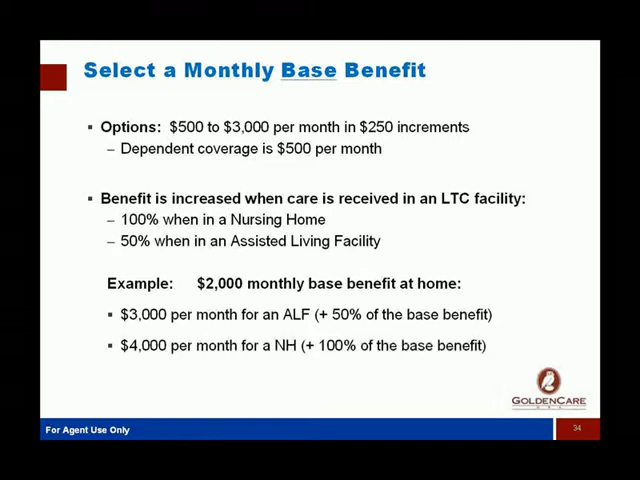 Select a Monthly Base Benefit
▪ Options: $500 to $3,000 per month in $250 increments
– Dependent coverage is $500 per month
▪ Benefit is increased when care is received in an LTC facility:
– 100% when in a Nursing Home
– 50% when in an Assisted Living Facility
Example: $2,000 monthly base benefit at home:
▪ $3,000 per month for an ALF (+ 50% of the base benefit)
▪ $4,000 per month for a NH (+ 100% of the base benefit)
GOLDENCARE
For Agent Use Only
34